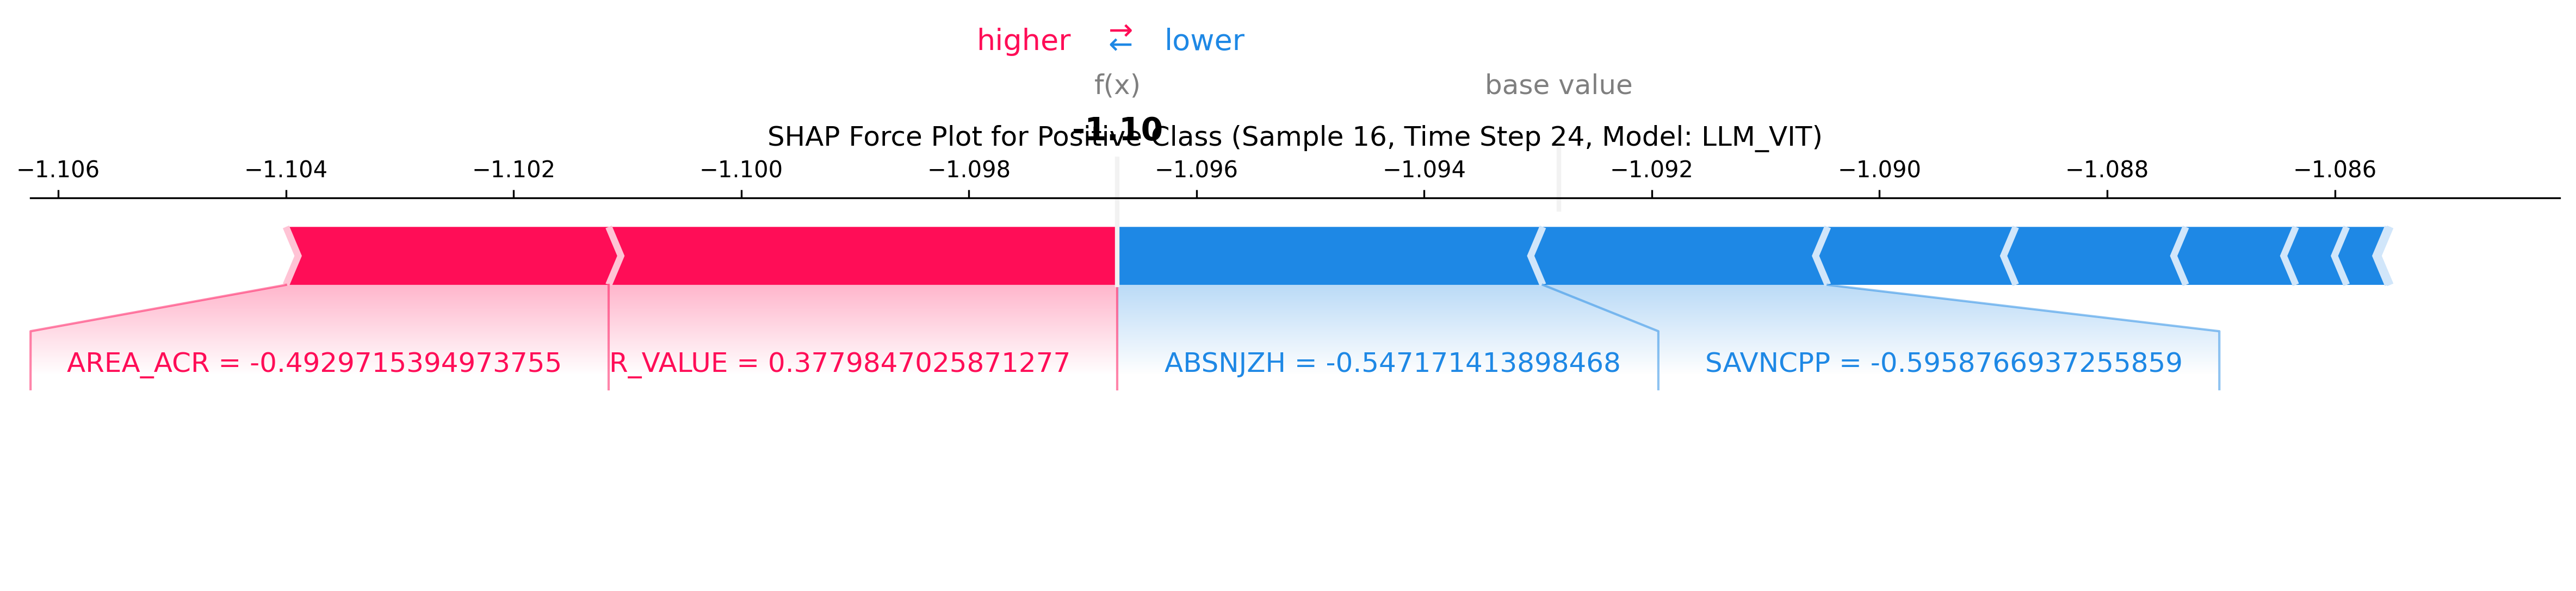 higher ⇄ lower
f(x) base value
-1.10
SHAP Force Plot for Positive Class (Sample 16, Time Step 24, Model: LLM_VIT)
−1.106 −1.104 −1.102 −1.100 −1.098 −1.096 −1.094 −1.092 −1.090 −1.088 −1.086
AREA_ACR = -0.4929715394973755 R_VALUE = 0.3779847025871277 ABSNJZH = -0.547171413898468 SAVNCPP = -0.5958766937255859